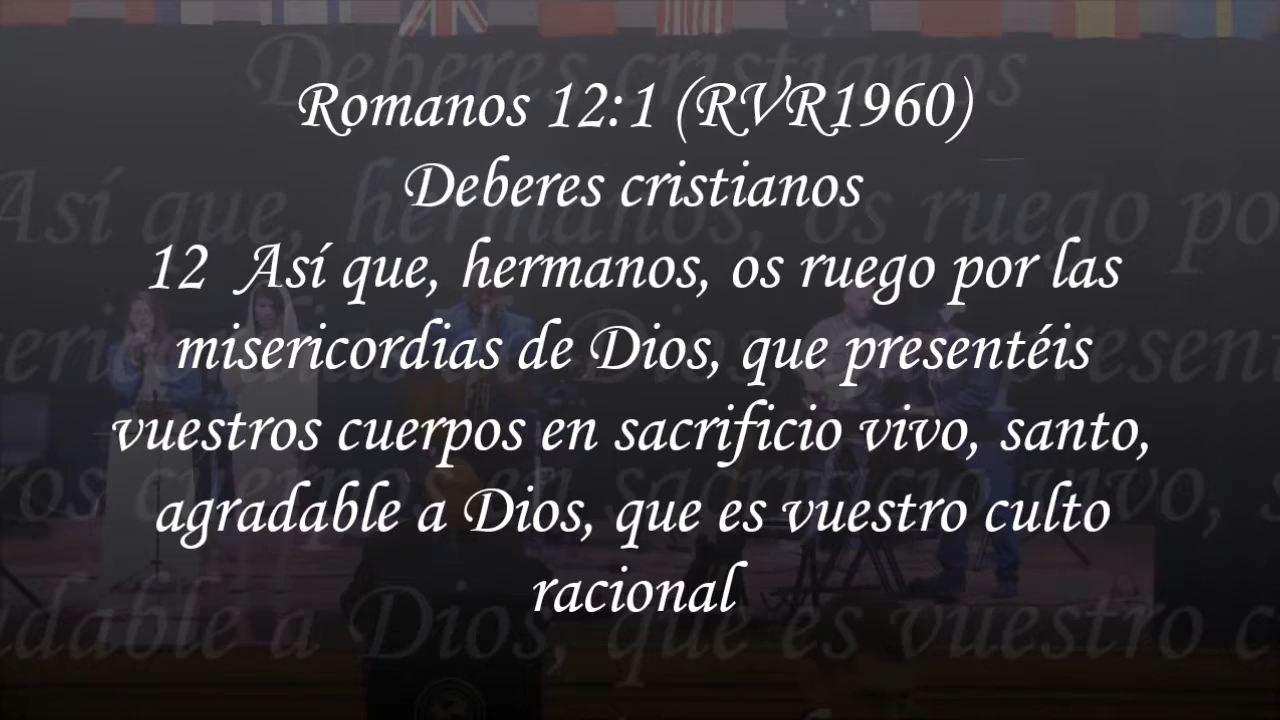 Romanos 12:1 (RVR1960)
Deberes cristianos
12 Así que, hermanos, os ruego por las
misericordias de Dios, que presentéis
vuestros cuerpos en sacrificio vivo, santo,
agradable a Dios, que es vuestro culto
racional